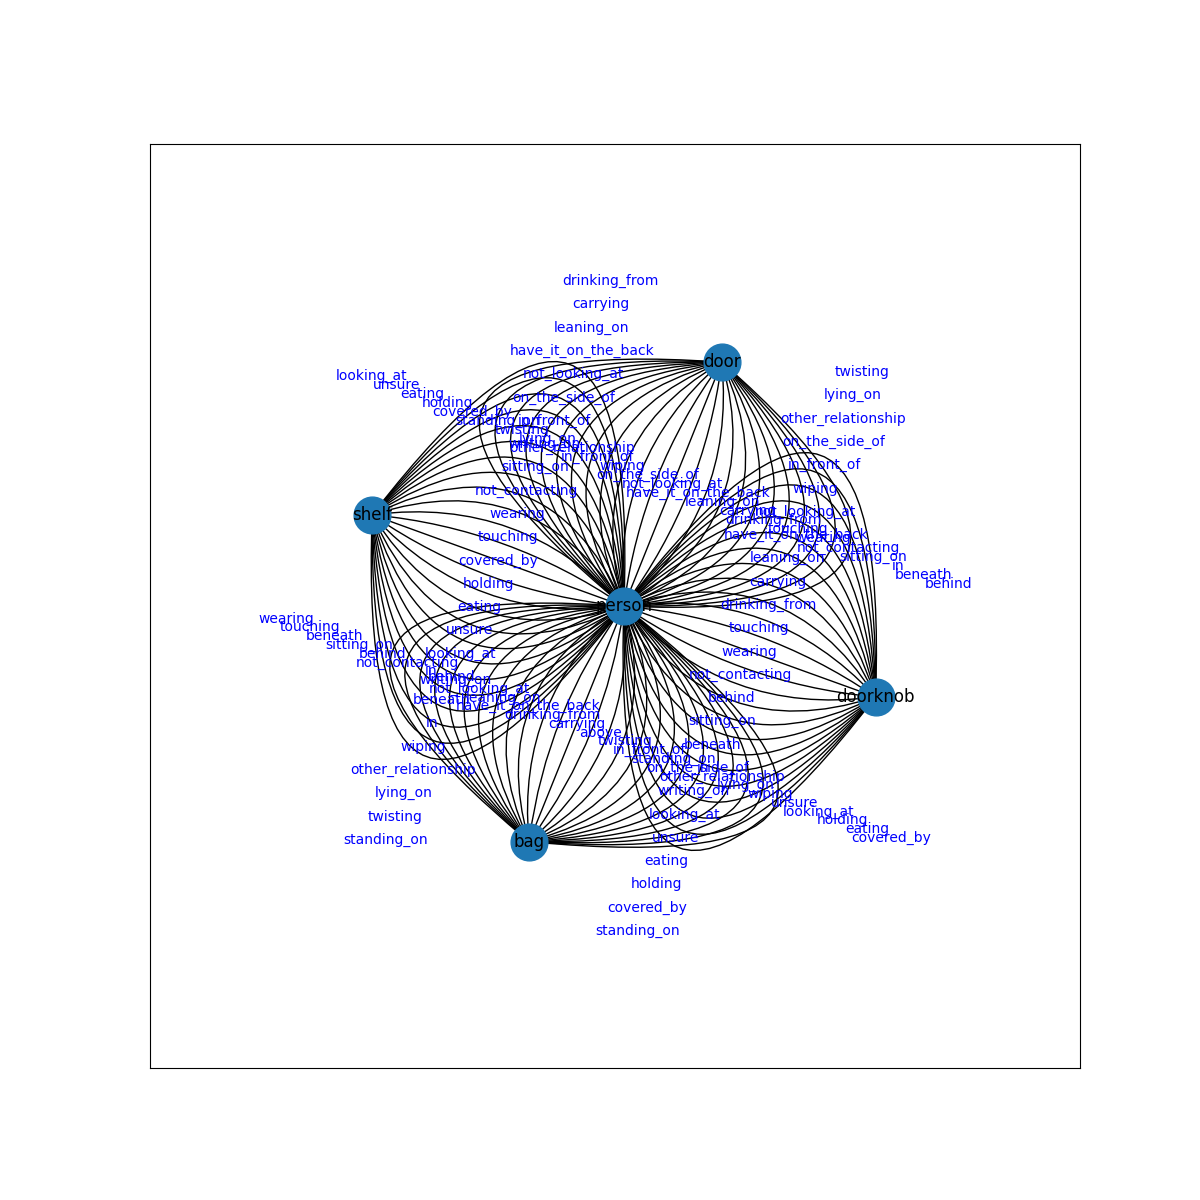 drinking_from
carrying
leaning_on
have_it_on_the_back
door
twisting
not_looking_at
looking_at
unsure
eating
lying_on
on_the_side_of
holding
covered_by
standing_on
in_front_of
other_relationship
twisting
lying_on
writing_on
on_the_side_of
other_relationship
in_front_of
in_front_of
sitting_on
wiping
on_the_side_of
not_looking_at
wiping
not_contacting
have_it_on_the_back
leaning_on
shelf
wearing
carrying
not_looking_at
drinking_from
touching
touching
have_it_on_the_back
wearing
not_contacting
covered_by
leaning_on
sitting_on
in
beneath
holding
carrying
behind
eating
person
drinking_from
wearing
touching
unsure
touching
beneath
sitting_on
wearing
behind
looking_at
not_contacting
in
behind
not_contacting
writing_on
not_looking_at
beneath
leaning_on
behind
doorknob
have_it_on_the_back
drinking_from
in
carrying
sitting_on
above
twisting
wiping
in_front_of
beneath
standing_on
other_relationship
on_the_side_of
in
other_relationship
lying_on
lying_on
writing_on
wiping
unsure
twisting
looking_at
looking_at
holding
eating
standing_on
bag
unsure
covered_by
eating
holding
covered_by
standing_on